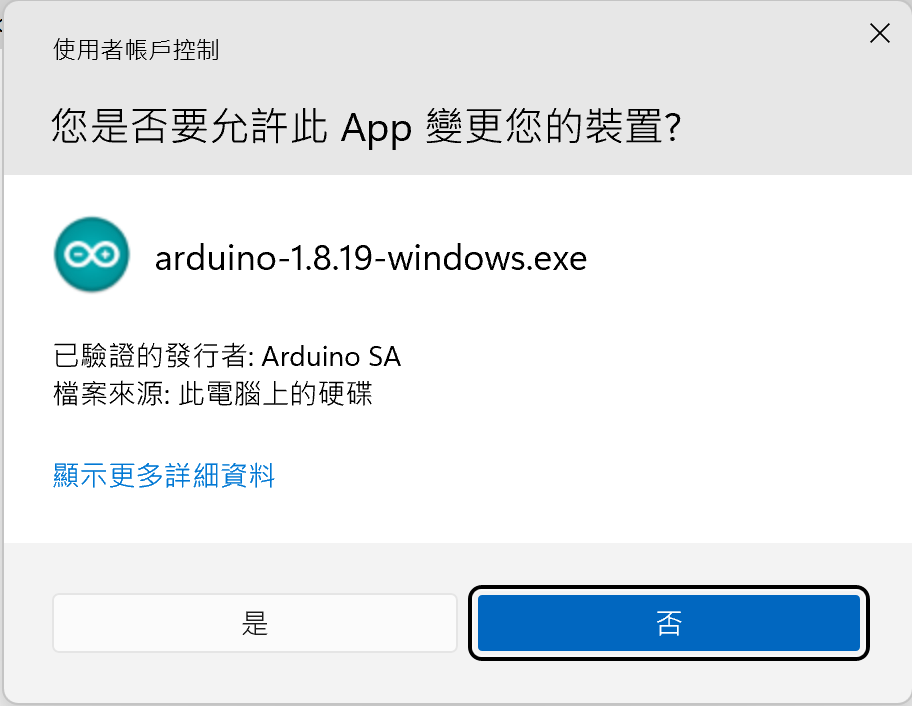 使用者帳戶控制
您是否要允許此 App 變更您的裝置?
arduino-1.8.19-windows.exe
已驗證的發行者: Arduino SA
檔案來源: 此電腦上的硬碟
顯示更多詳細資料
是
否